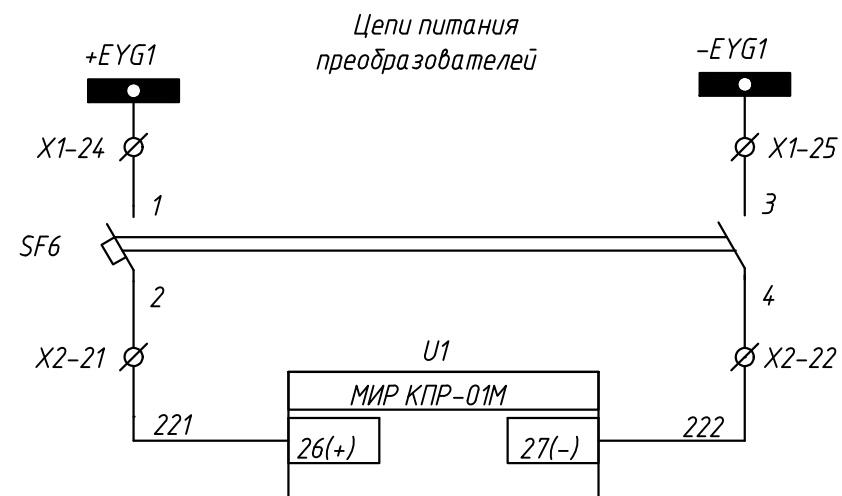 Цепи питания
преобразователей
+EYG1
-EYG1
X1-24
X1-25
1
3
SF6
2
4
X2-21
X2-22
U1
МИР КПР-01М
221
222
26(+)
27(-)